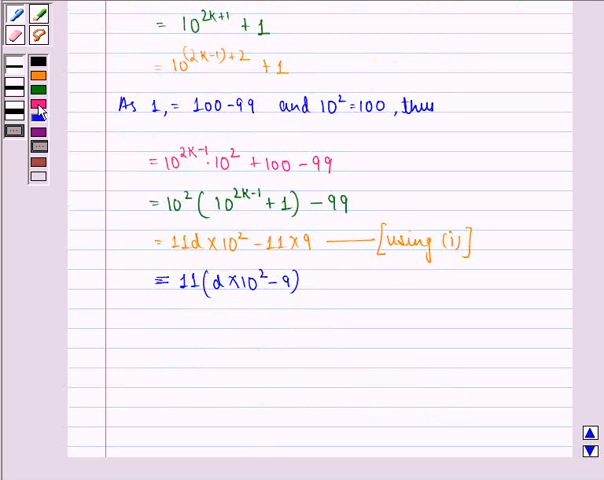 = 10^{2k+1} + 1
= 10^{(2k-1)+2} + 1
As 1, = 100-99 and 10^2 = 100, thus
= 10^{2k-1} . 10^2 + 100 - 99
= 10^2 ( 10^{2k-1} + 1 ) - 99
= 11d × 10^2 - 11 × 9 —— [using (i)]
= 11 ( d × 10^2 - 9 )